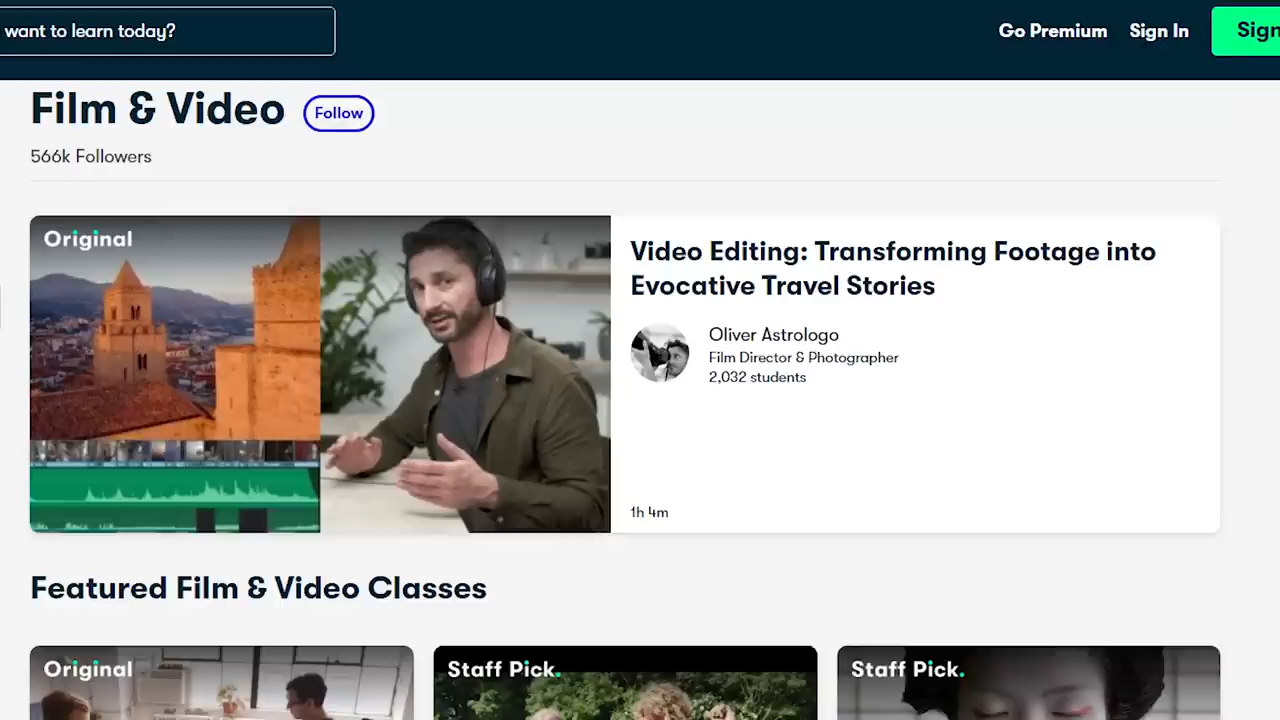 want to learn today?
Go Premium
Sign In
Sign
Film & Video
Follow
566k Followers
Original
Video Editing: Transforming Footage into
Evocative Travel Stories
Oliver Astrologo
Film Director & Photographer
2,032 students
1h 4m
Featured Film & Video Classes
Original
Staff Pick.
Staff Pick.